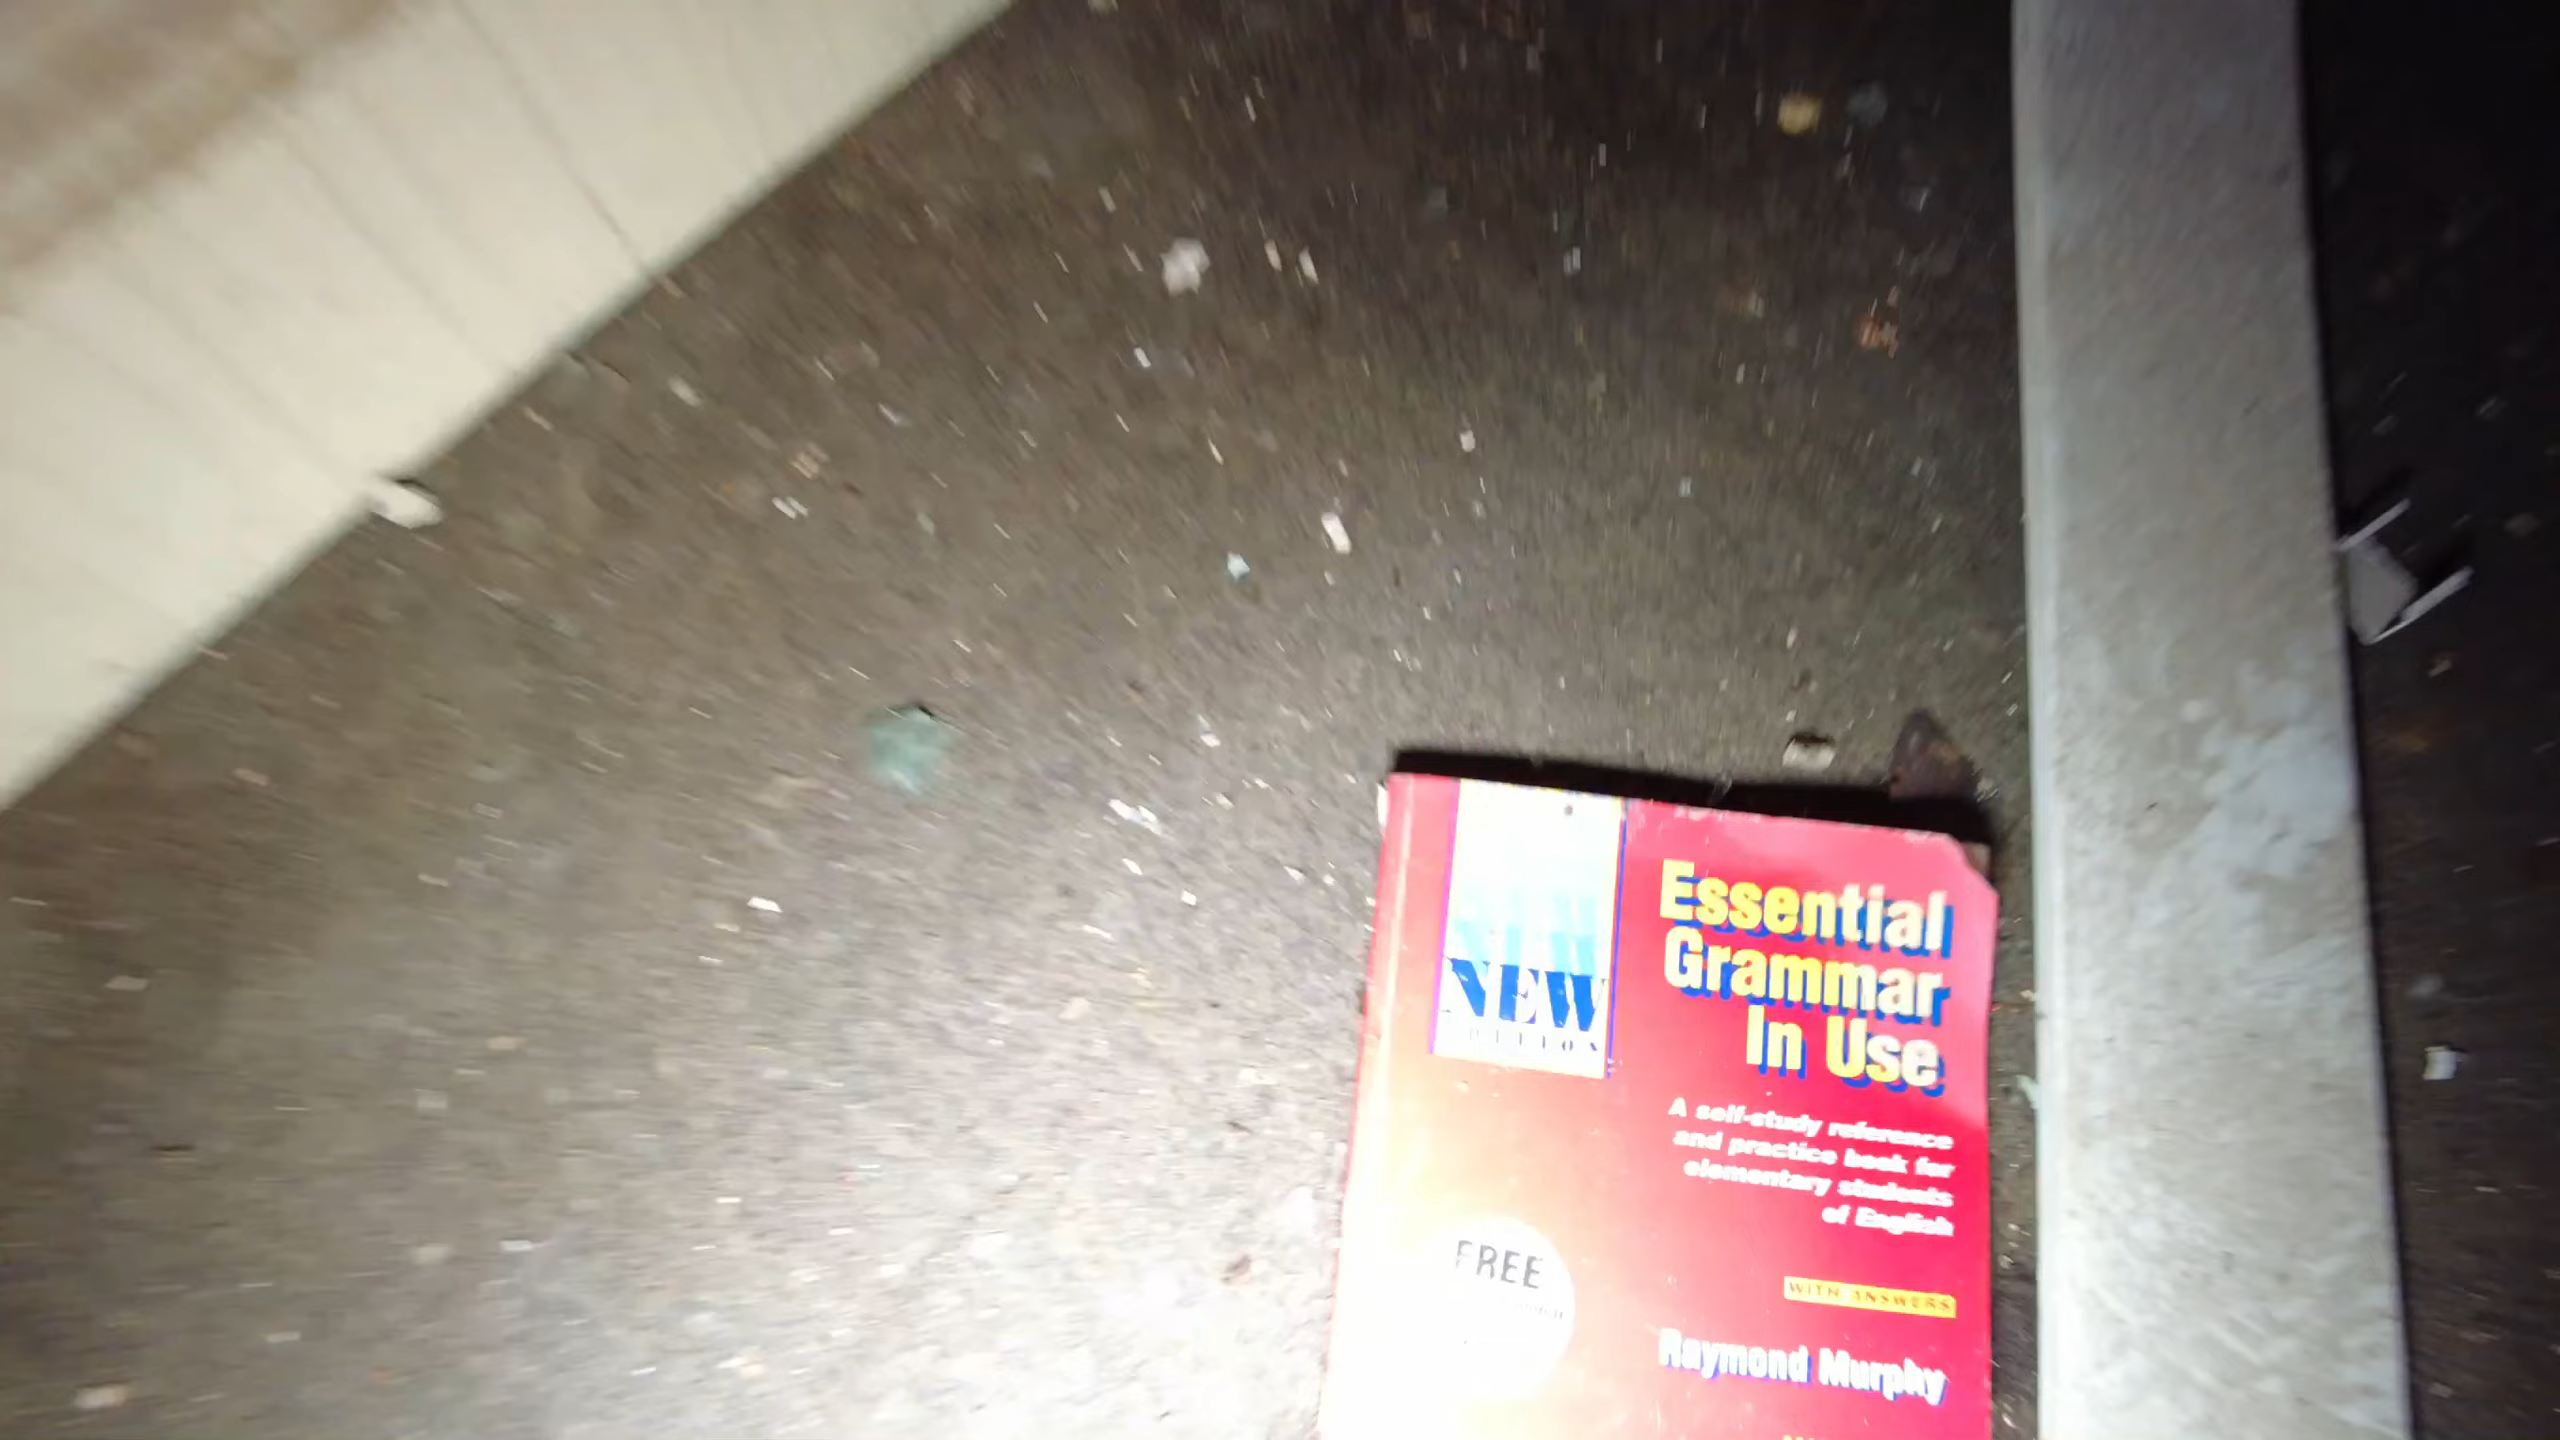 Essential
Grammar
In Use
NEW
EDITION
A self-study reference
and practice book for
elementary students
of English
FREE
WITH ANSWERS
Raymond Murphy